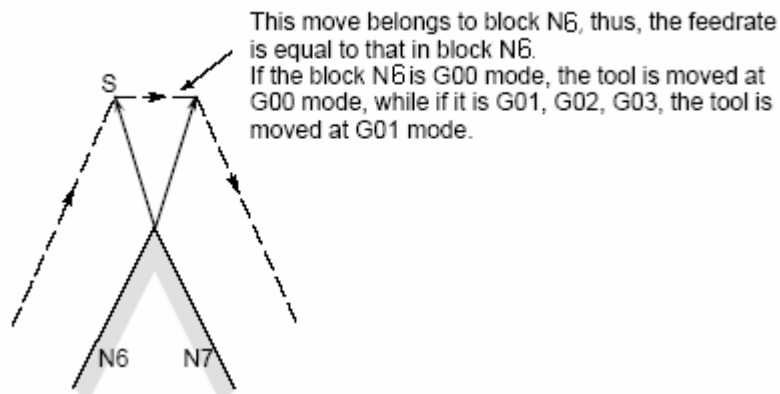 This move belongs to block N6, thus, the feedrate
is equal to that in block N6.
If the block N6 is G00 mode, the tool is moved at
G00 mode, while if it is G01, G02, G03, the tool is
moved at G01 mode.
S
N6
N7